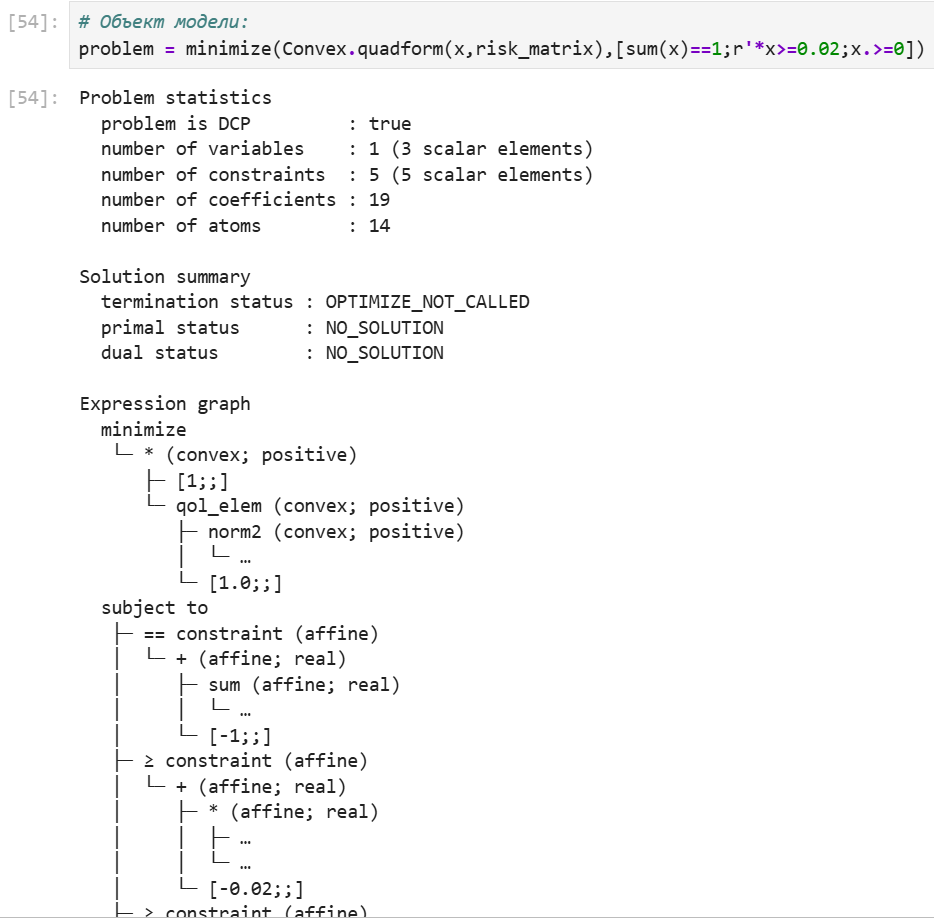 [54]: # Объект модели:
problem = minimize(Convex.quadform(x,risk_matrix),[sum(x)==1;r'*x>=0.02;x.>=0])
[54]: Problem statistics
  problem is DCP         : true
  number of variables    : 1 (3 scalar elements)
  number of constraints  : 5 (5 scalar elements)
  number of coefficients : 19
  number of atoms        : 14
Solution summary
  termination status : OPTIMIZE_NOT_CALLED
  primal status      : NO_SOLUTION
  dual status        : NO_SOLUTION
Expression graph
  minimize
   └─ * (convex; positive)
      ├─ [1;;]
      └─ qol_elem (convex; positive)
         ├─ norm2 (convex; positive)
         │  └─ …
         └─ [1.0;;]
  subject to
   ├─ == constraint (affine)
   │  └─ + (affine; real)
   │     ├─ sum (affine; real)
   │     │  └─ …
   │     └─ [-1;;]
   ├─ ≥ constraint (affine)
   │  └─ + (affine; real)
   │     ├─ * (affine; real)
   │     │  ├─ …
   │     │  └─ …
   │     └─ [-0.02;;]
   ├─ ≥ constraint (affine)